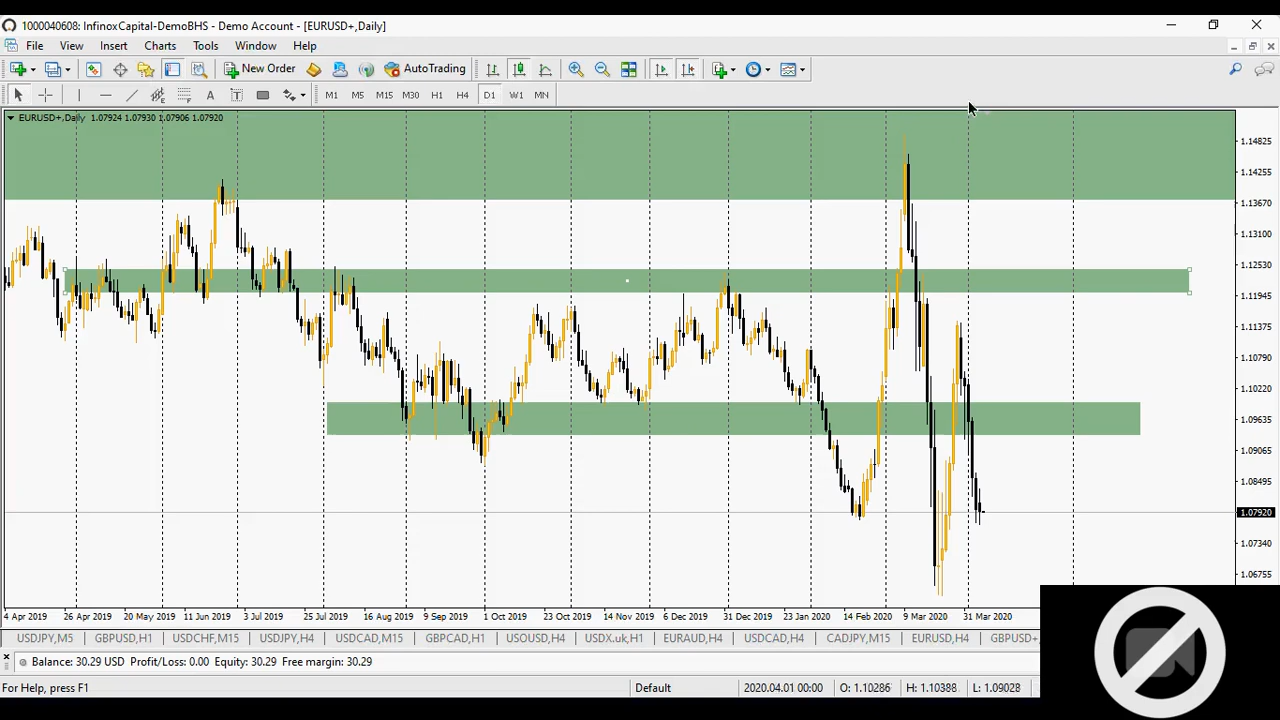 1000040608: InfinoxCapital-DemoBHS - Demo Account - [EURUSD+,Daily]
File View Insert Charts Tools Window Help
New Order AutoTrading
A T M1 M5 M15 M30 H1 H4 D1 W1 MN
EURUSD+,Daily 1.07924 1.07930 1.07906 1.07920
1.14825
1.14255
1.13670
1.13100
1.12530
1.11945
1.11375
1.10790
1.10220
1.09635
1.09065
1.08495
1.07920
1.07340
1.06755
4 Apr 2019 26 Apr 2019 20 May 2019 11 Jun 2019 3 Jul 2019 25 Jul 2019 16 Aug 2019 9 Sep 2019 1 Oct 2019 23 Oct 2019 14 Nov 2019 6 Dec 2019 31 Dec 2019 23 Jan 2020 14 Feb 2020 9 Mar 2020 31 Mar 2020
USDJPY,M5 GBPUSD,H1 USDCHF,M15 USDJPY,H4 USDCAD,M15 GBPCAD,H1 USOUSD,H4 USDX.uk,H1 EURAUD,H4 USDCAD,H4 CADJPY,M15 EURUSD,H4 GBPUSD+,
Balance: 30.29 USD Profit/Loss: 0.00 Equity: 30.29 Free margin: 30.29
For Help, press F1 Default 2020.04.01 00:00 O: 1.10286 H: 1.10388 L: 1.09028